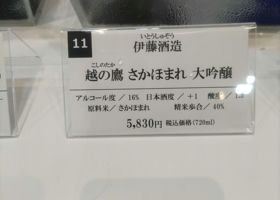 11
いとうしゅぞう
伊藤酒造
こしのたか
越の鷹 さかほまれ 大吟醸
アルコール度 / 16% 日本酒度 / +1 酸度 /
原料米 / さかほまれ 精米歩合 / 40%
5,830円 税込価格(720ml)